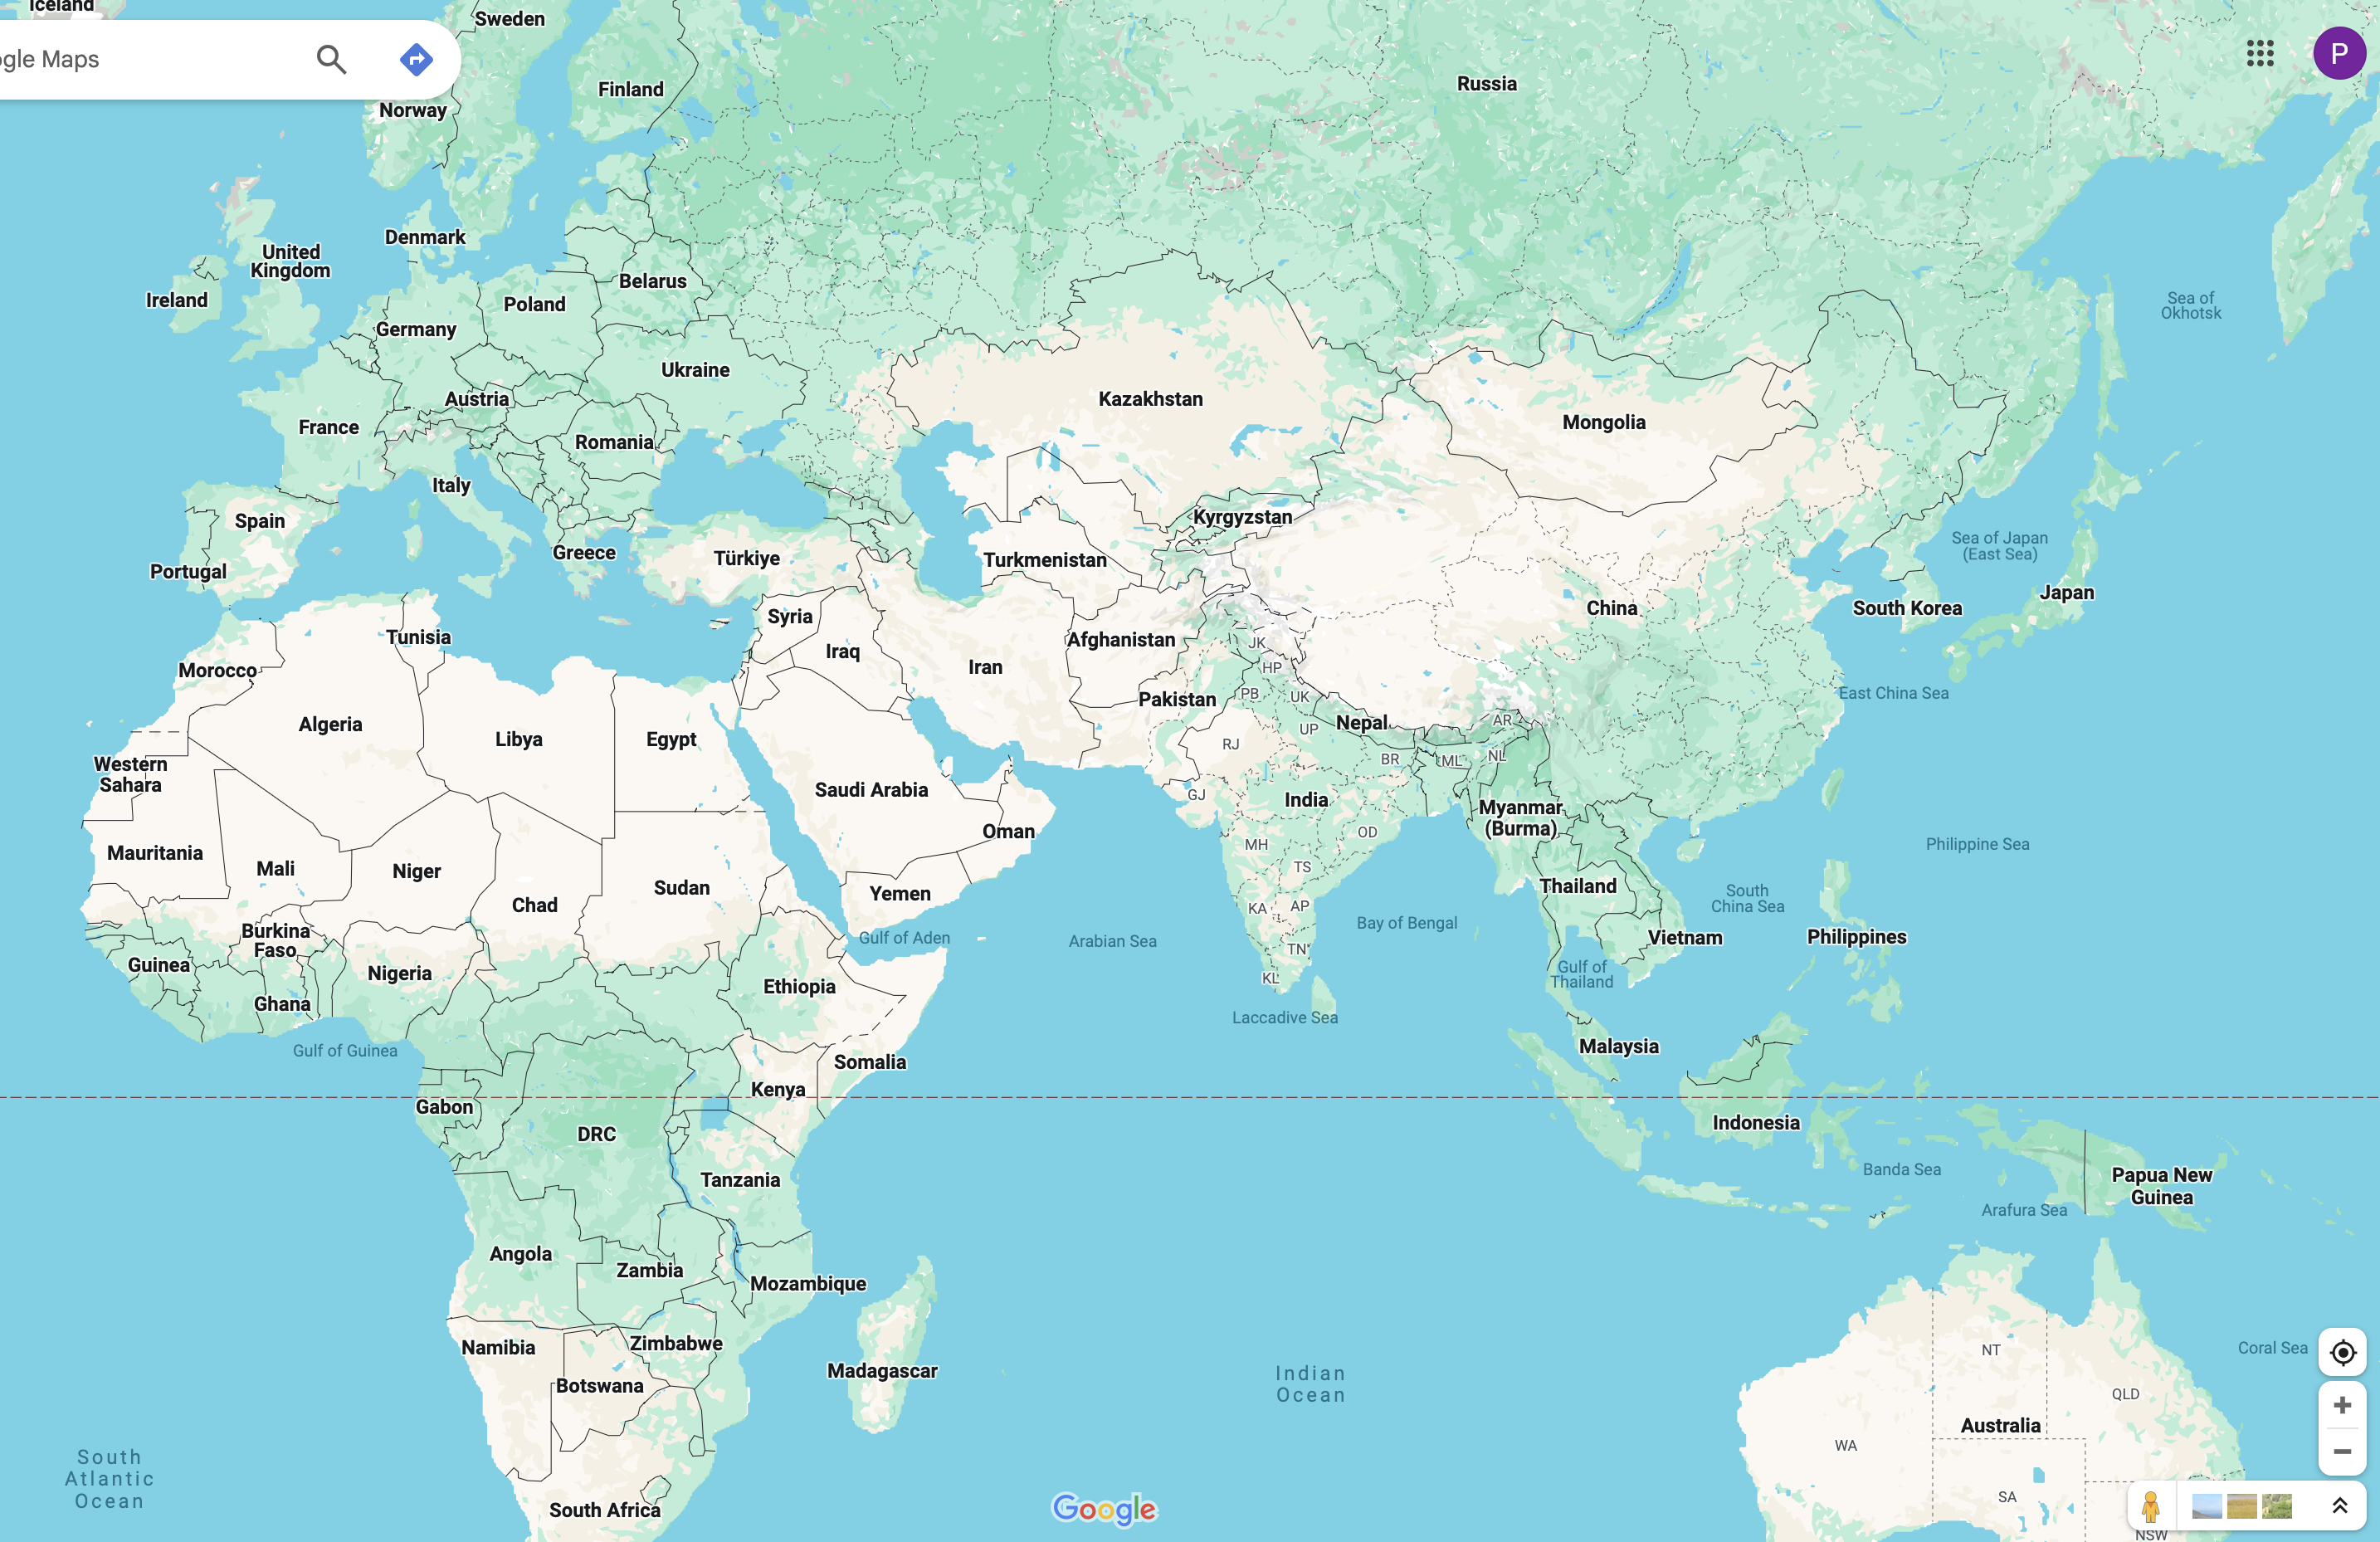 Iceland
Sweden
gle Maps
Finland
Russia
P
Norway
Denmark
United
Kingdom
Ireland
Belarus
Poland
Germany
Sea of
Okhotsk
Ukraine
Austria
Kazakhstan
France
Romania
Mongolia
Italy
Spain
Kyrgyzstan
Greece
Türkiye
Turkmenistan
Sea of Japan
(East Sea)
Portugal
Japan
Syria
China
South Korea
Tunisia
Afghanistan
JK
Iraq
Morocco
Iran
HP
Pakistan
PB
UK
East China Sea
Algeria
Nepal
AR
UP
Libya
Egypt
RJ
BR
ML
NL
Western
Sahara
Saudi Arabia
GJ
India
Myanmar
(Burma)
Oman
OD
MH
Philippine Sea
Mauritania
Mali
Niger
TS
Sudan
Yemen
Thailand
South
China Sea
Chad
KA
AP
Burkina
Faso
Bay of Bengal
Gulf of Aden
Arabian Sea
Vietnam
Philippines
TN
Guinea
Nigeria
Gulf of
Thailand
KL
Ethiopia
Ghana
Laccadive Sea
Gulf of Guinea
Malaysia
Somalia
Kenya
Gabon
Indonesia
DRC
Banda Sea
Tanzania
Papua New
Guinea
Arafura Sea
Angola
Zambia
Mozambique
Zimbabwe
Namibia
NT
Coral Sea
Madagascar
Indian
Ocean
Botswana
QLD
Australia
WA
South
Atlantic
Ocean
SA
South Africa
Google
NSW